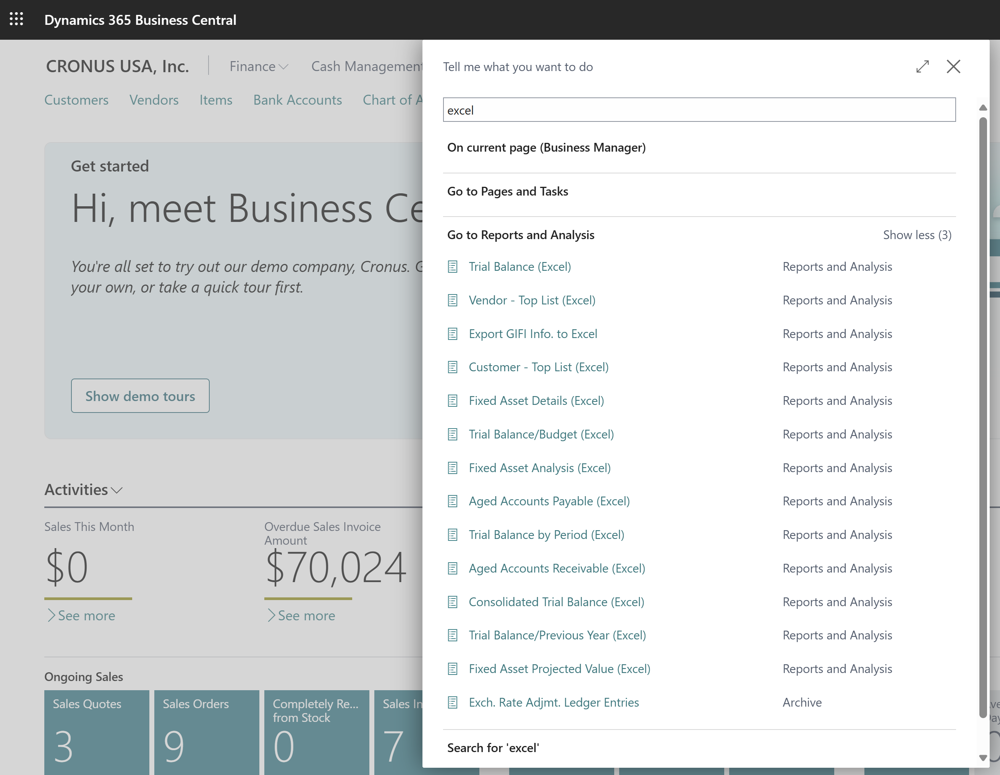 Dynamics 365 Business Central
CRONUS USA, Inc.
Finance
Cash Management
Customers
Vendors
Items
Bank Accounts
Chart of A
Get started
Hi, meet Business Ce
You're all set to try out our demo company, Cronus. G
your own, or take a quick tour first.
Show demo tours
Activities
Sales This Month
$0
See more
Overdue Sales Invoice
Amount
$70,024
See more
Ongoing Sales
Sales Quotes
3
Sales Orders
9
Completely Re...
from Stock
0
Sales In
7
Tell me what you want to do
excel
On current page (Business Manager)
Go to Pages and Tasks
Go to Reports and Analysis
Show less (3)
Trial Balance (Excel) Reports and Analysis
Vendor - Top List (Excel) Reports and Analysis
Export GIFI Info. to Excel Reports and Analysis
Customer - Top List (Excel) Reports and Analysis
Fixed Asset Details (Excel) Reports and Analysis
Trial Balance/Budget (Excel) Reports and Analysis
Fixed Asset Analysis (Excel) Reports and Analysis
Aged Accounts Payable (Excel) Reports and Analysis
Trial Balance by Period (Excel) Reports and Analysis
Aged Accounts Receivable (Excel) Reports and Analysis
Consolidated Trial Balance (Excel) Reports and Analysis
Trial Balance/Previous Year (Excel) Reports and Analysis
Fixed Asset Projected Value (Excel) Reports and Analysis
Exch. Rate Adjmt. Ledger Entries Archive
Search for 'excel'